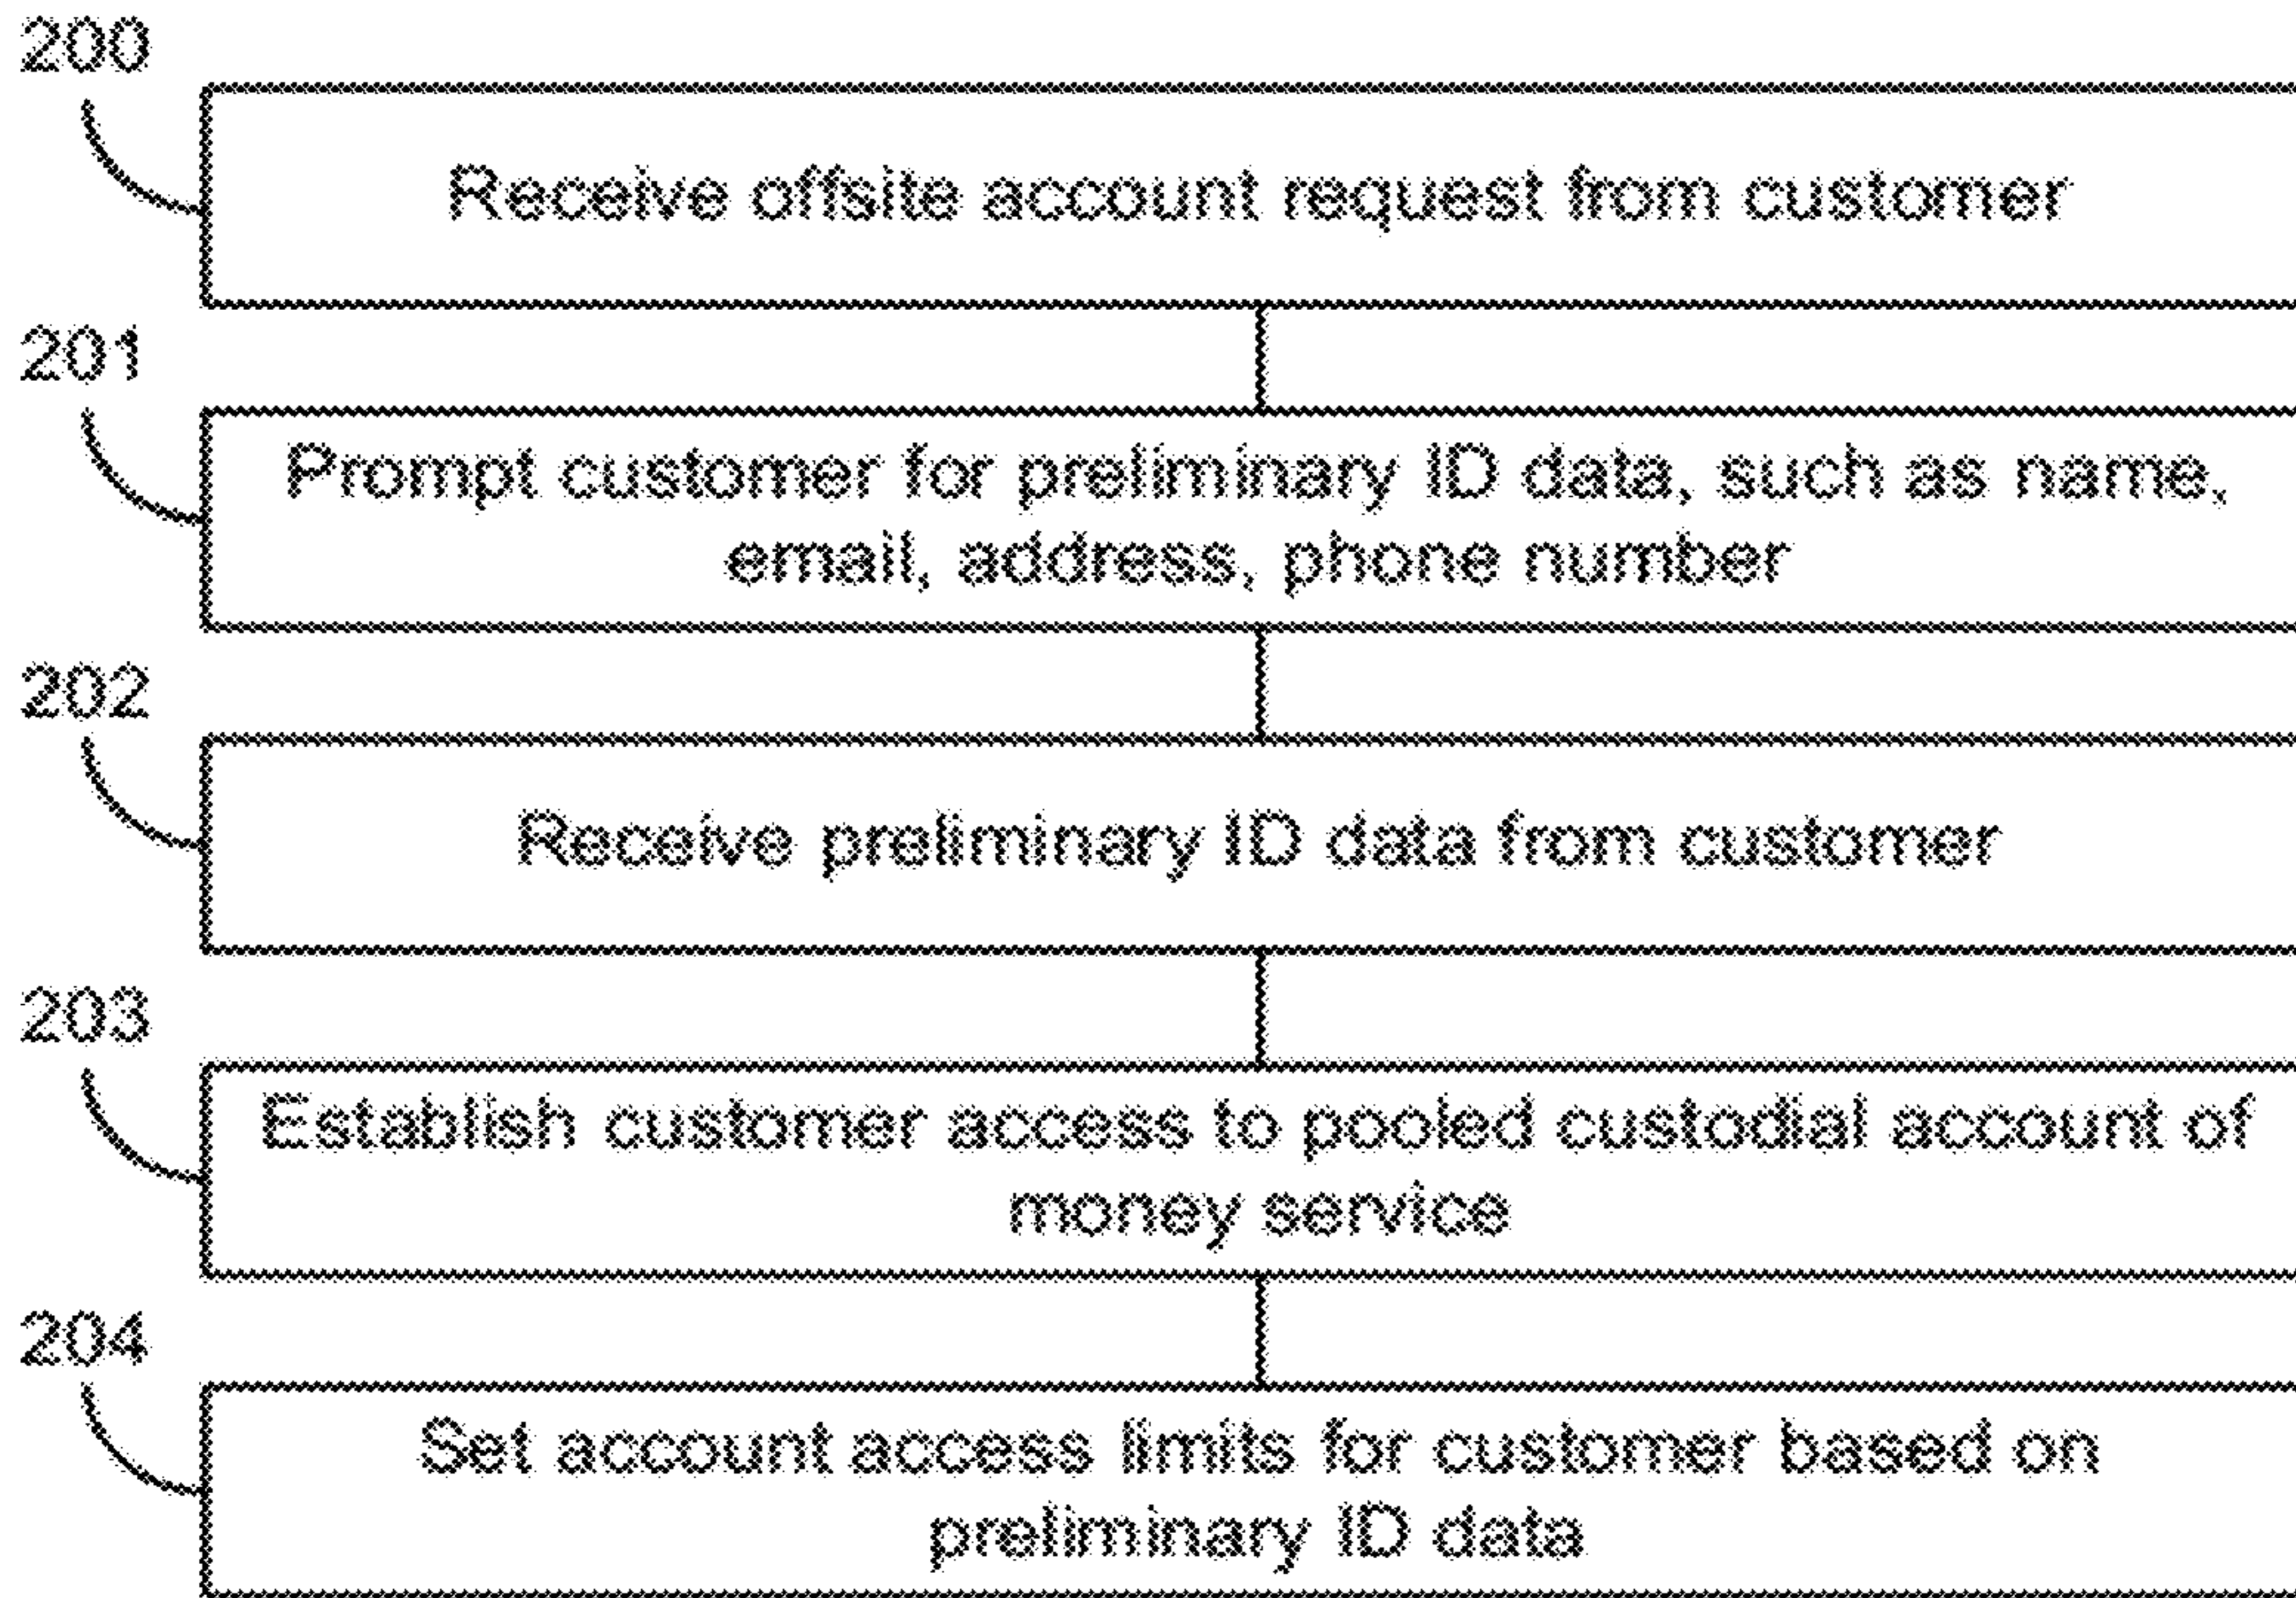 200
Receive offsite account request from customer
201
Prompt customer for preliminary ID data, such as name,
email, address, phone number
202
Receive preliminary ID data from customer
203
Establish customer access to pooled custodial account of
money service
204
Set account access limits for customer based on
preliminary ID data